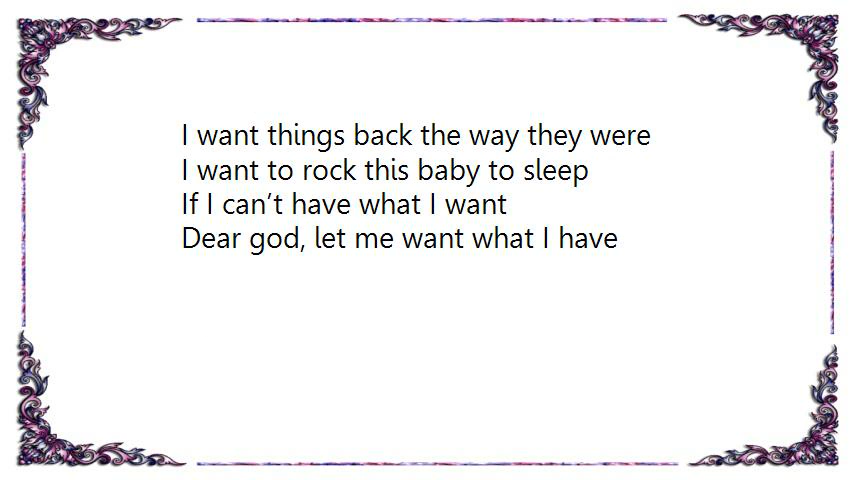 I want things back the way they were
I want to rock this baby to sleep
If I can’t have what I want
Dear god, let me want what I have